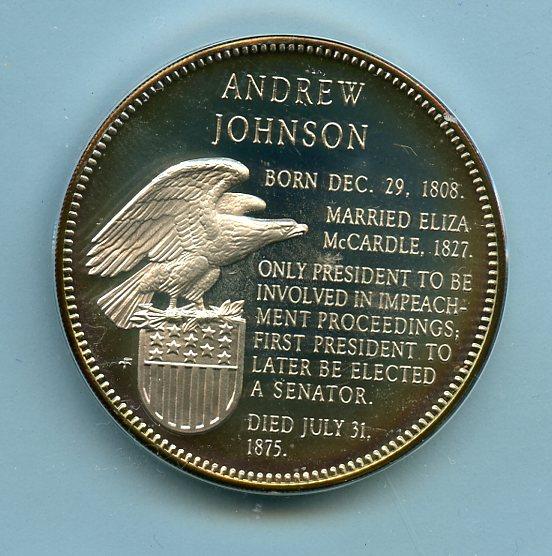 ANDREW
JOHNSON
BORN DEC. 29, 1808.
MARRIED ELIZA
McCARDLE, 1827.
ONLY PRESIDENT TO BE
INVOLVED IN IMPEACH-
MENT PROCEEDINGS;
FIRST PRESIDENT TO
LATER BE ELECTED
A SENATOR.
DIED JULY 31,
1875.